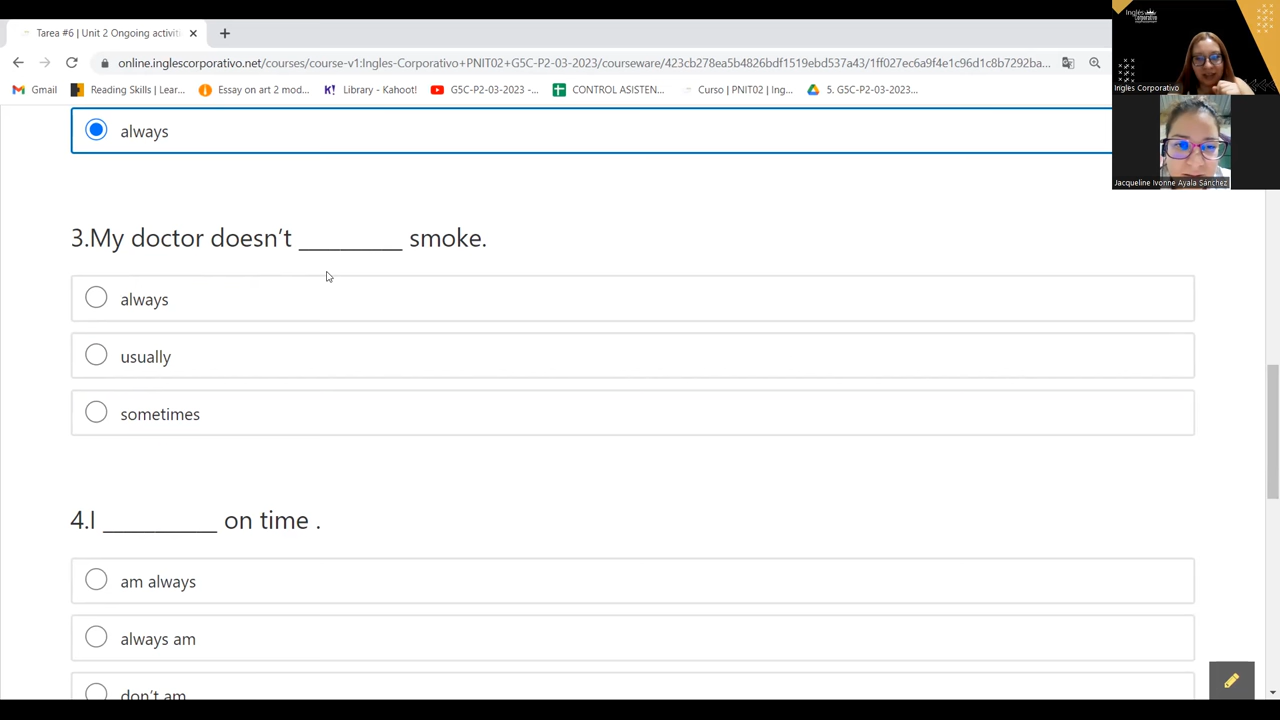 Tarea #6 | Unit 2 Ongoing activiti
online.inglescorporativo.net/courses/course-v1:Ingles-Corporativo+PNIT02+G5C-P2-03-2023/courseware/423cb278ea5b4826bdf1519ebd537a43/1ff027ec6a9f4e1c96d1c8b7292ba...
Gmail
Reading Skills | Lear...
Essay on art 2 mod...
Library - Kahoot!
G5C-P2-03-2023 -...
CONTROL ASISTEN...
Curso | PNIT02 | Ing...
5. G5C-P2-03-2023...
Inglés
Corporativo
Ingles Corporativo
Jacqueline Ivonne Ayala Sánchez
always
3.My doctor doesn’t _________ smoke.
always
usually
sometimes
4.I __________ on time .
am always
always am
don’t am